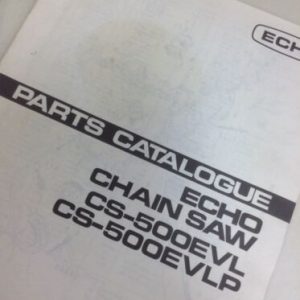 ECH
PARTS CATALOGUE
ECHO
CHAIN SAW
CS-500EVL
CS-500EVLP